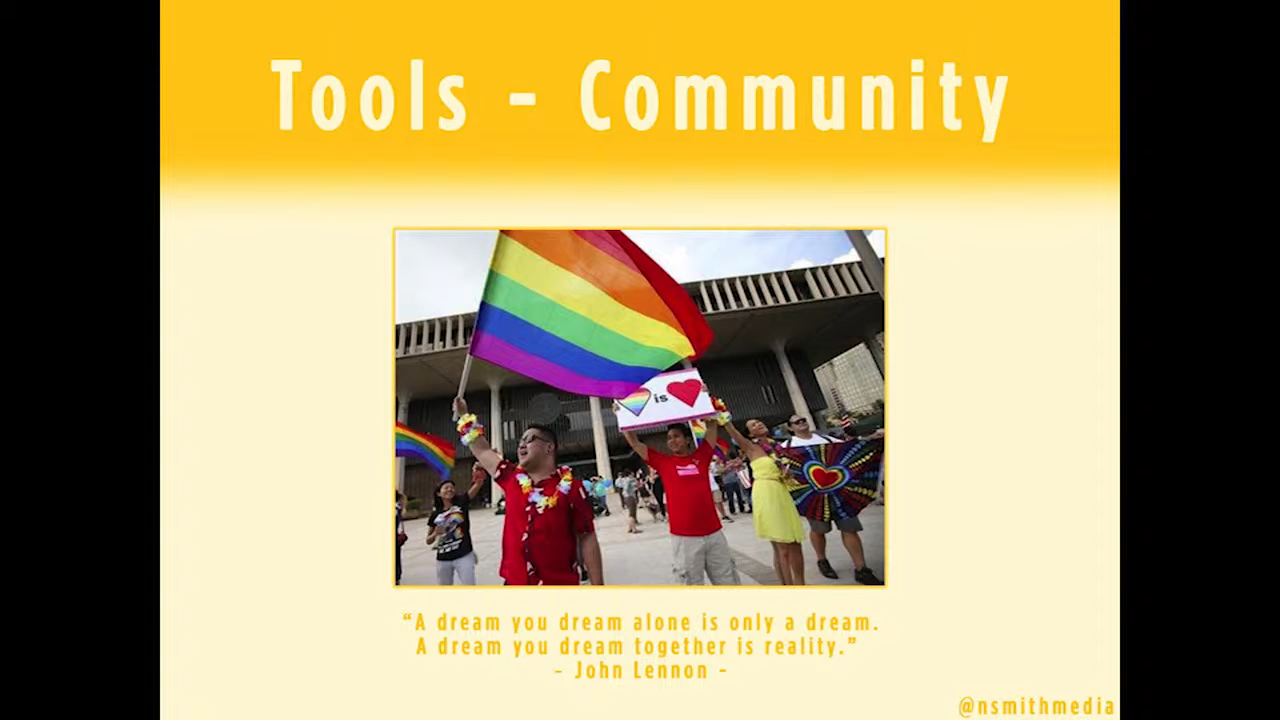 Tools - Community
is
“A dream you dream alone is only a dream.
A dream you dream together is reality.”
- John Lennon -
@nsmithmedia